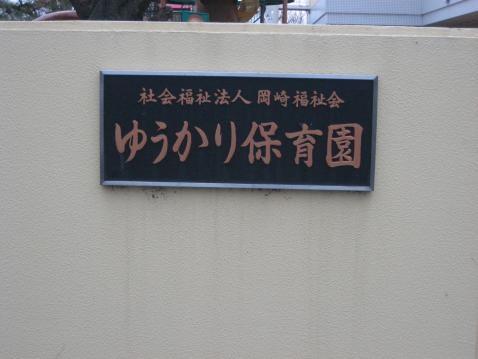 社会福祉法人 岡崎福祉会
ゆうかり保育園